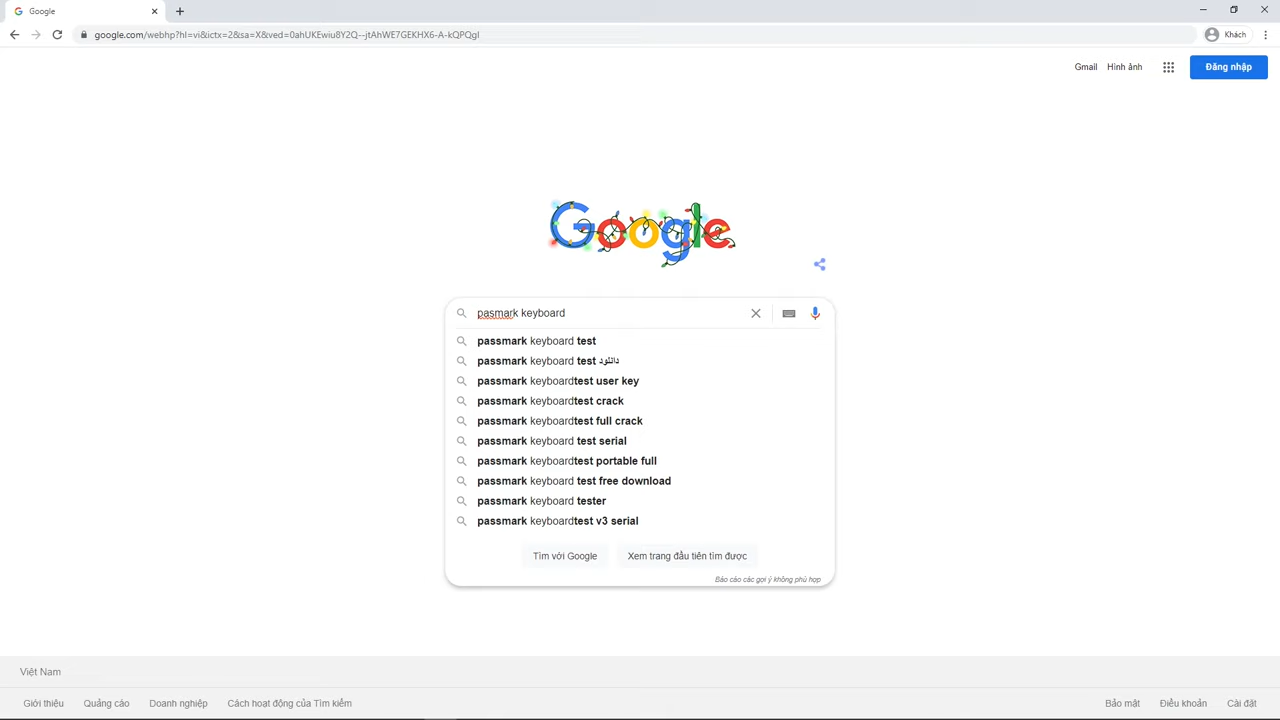 Google
google.com/webhp?hl=vi&ictx=2&sa=X&ved=0ahUKEwiu8Y2Q--jtAhWE7GEKHX6-A-kQPQgI
Khách
Gmail Hình ảnh
Đăng nhập
Google
pasmark keyboard
passmark keyboard test
passmark keyboard test دانلود
passmark keyboardtest user key
passmark keyboardtest crack
passmark keyboardtest full crack
passmark keyboard test serial
passmark keyboardtest portable full
passmark keyboard test free download
passmark keyboard tester
passmark keyboardtest v3 serial
Tìm với Google Xem trang đầu tiên tìm được
Báo cáo các gợi ý không phù hợp
Việt Nam
Giới thiệu Quảng cáo Doanh nghiệp Cách hoạt động của Tìm kiếm Bảo mật Điều khoản Cài đặt